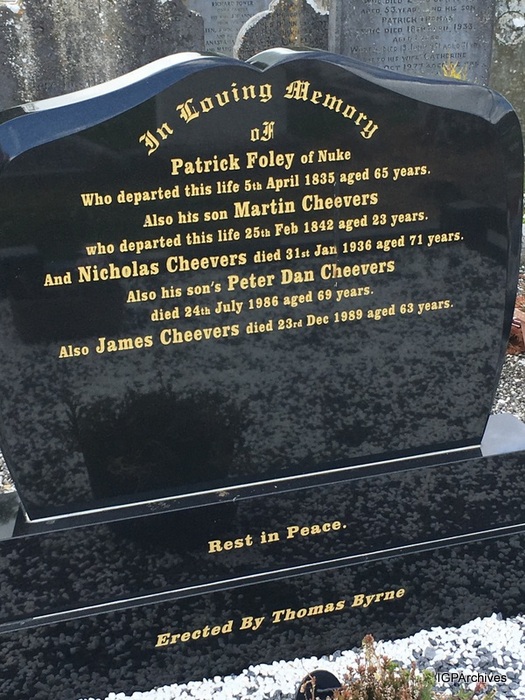 In Loving Memory
of
Patrick Foley of Nuke
Who departed this life 5th April 1835 aged 65 years.
Also his son Martin Cheevers
who departed this life 25th Feb 1842 aged 23 years.
And Nicholas Cheevers died 31st Jan 1936 aged 71 years.
Also his son's Peter Dan Cheevers
died 24th July 1986 aged 69 years.
Also James Cheevers died 23rd Dec 1989 aged 63 years.
Rest in Peace.
Erected By Thomas Byrne
IGPArchives